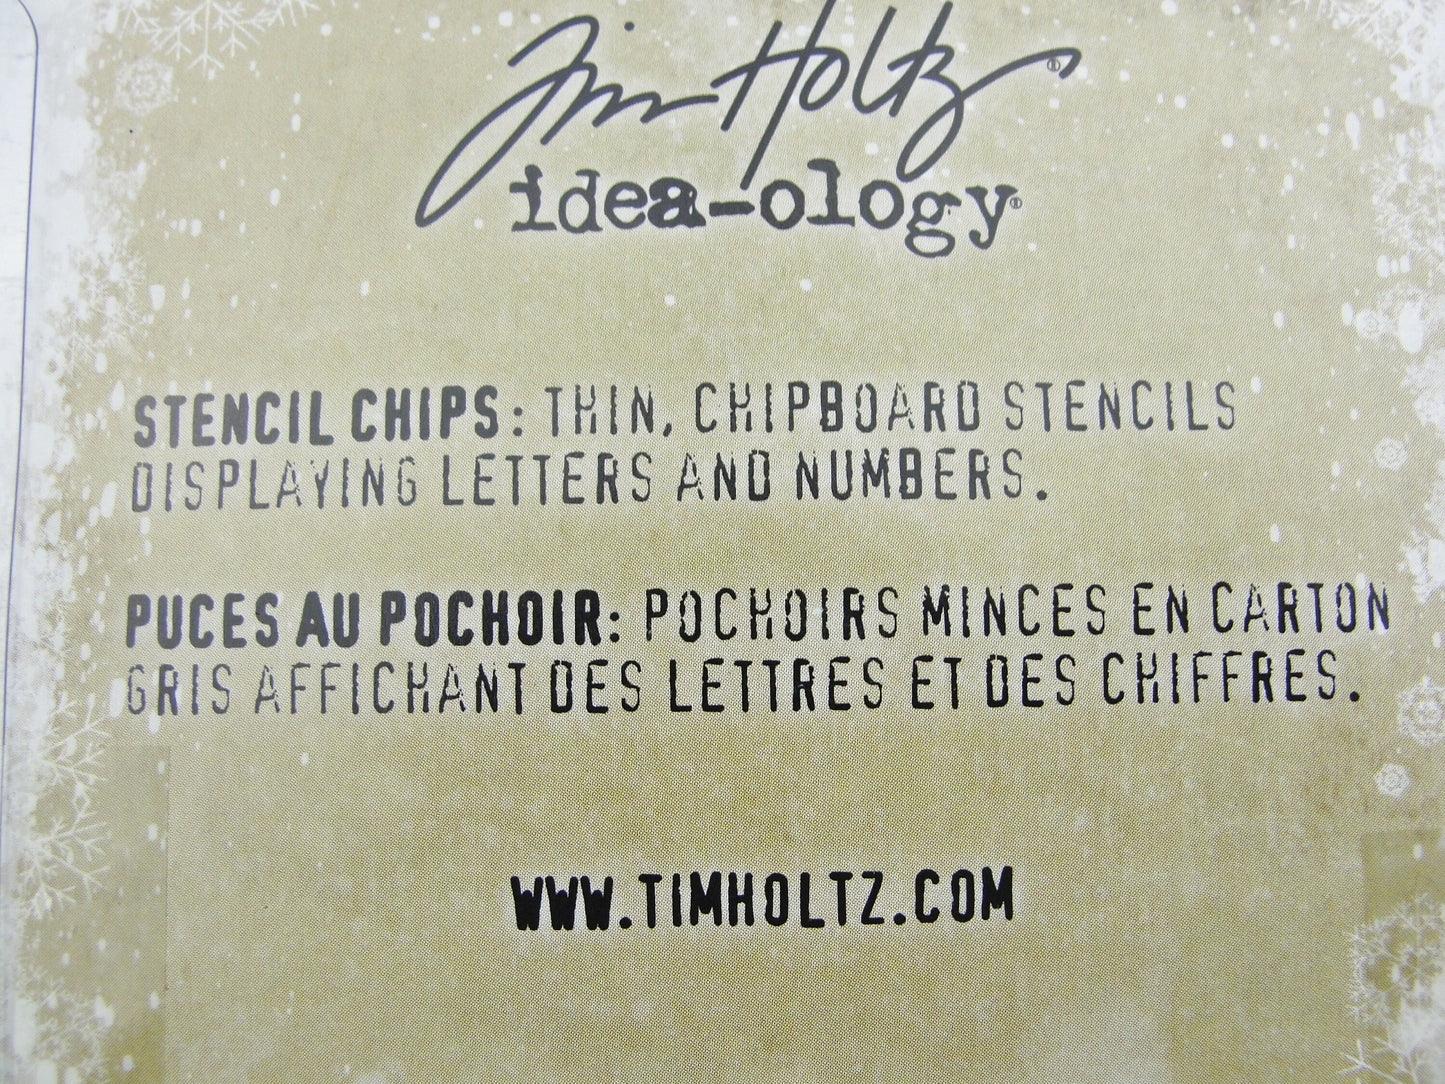 Tim Holtz®
idea-ology®
STENCIL CHIPS: THIN, CHIPBOARD STENCILS
DISPLAYING LETTERS AND NUMBERS.
PUCES AU POCHOIR: POCHOIRS MINCES EN CARTON
GRIS AFFICHANT DES LETTRES ET DES CHIFFRES.
WWW.TIMHOLTZ.COM